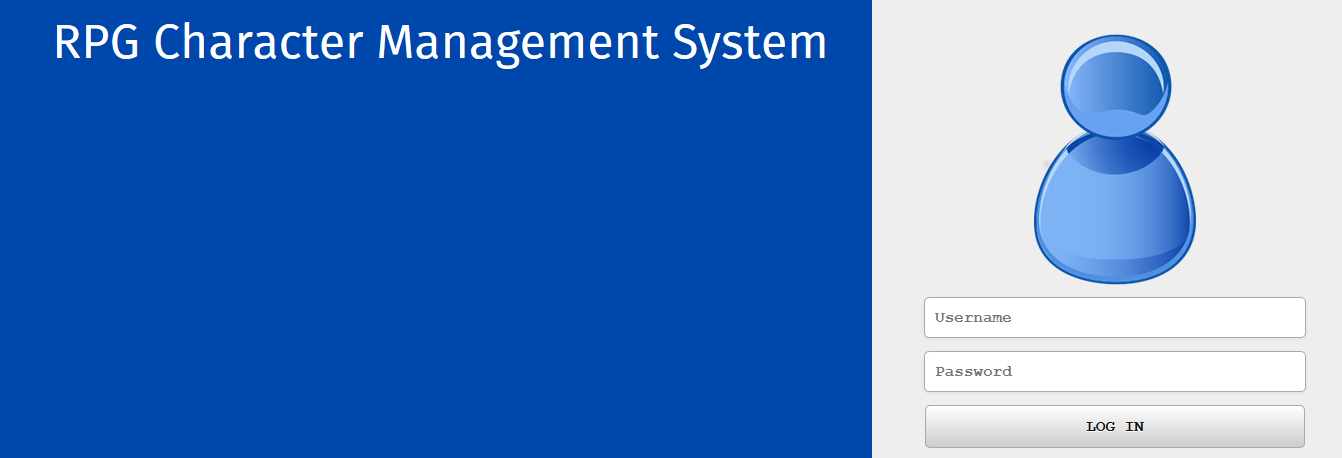 RPG Character Management System
Username
Password
LOG IN